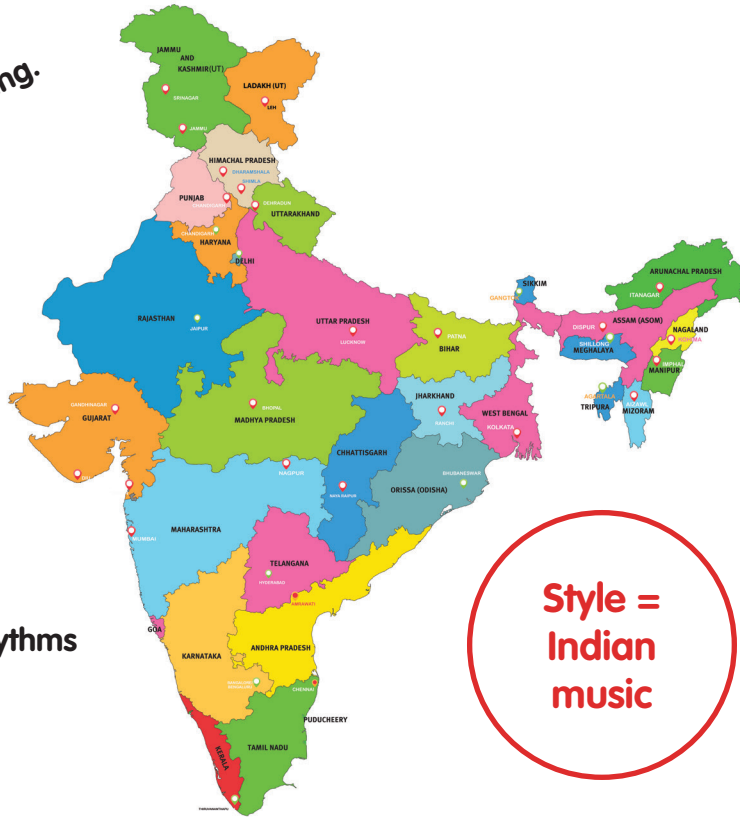 ng.
JAMMU
AND
KASHMIR(UT)
SRINAGAR
JAMMU
LADAKH (UT)
LEH
HIMACHAL PRADESH
DHARAMSHALA
SHIMLA
PUNJAB
CHANDIGARH
DEHRADUN
UTTARAKHAND
CHANDIGARH
HARYANA
DELHI
RAJASTHAN
JAIPUR
UTTAR PRADESH
LUCKNOW
PATNA
BIHAR
SIKKIM
GANGTOK
ARUNACHAL PRADESH
ITANAGAR
DISPUR
ASSAM (ASOM)
NAGALAND
KOHIMA
SHILLONG
MEGHALAYA
IMPHAL
MANIPUR
AGARTALA
TRIPURA
AIZAWL
MIZORAM
GANDHINAGAR
GUJARAT
BHOPAL
MADHYA PRADESH
JHARKHAND
RANCHI
WEST BENGAL
KOLKATA
CHHATTISGARH
NAYA RAIPUR
BHUBANESWAR
ORISSA (ODISHA)
NAGPUR
MAHARASHTRA
MUMBAI
TELANGANA
HYDERABAD
AMRAWATI
GOA
KARNATAKA
ANDHRA PRADESH
CHENNAI
PUDUCHEERY
KERALA
TAMIL NADU
ythms
Style =
Indian
music